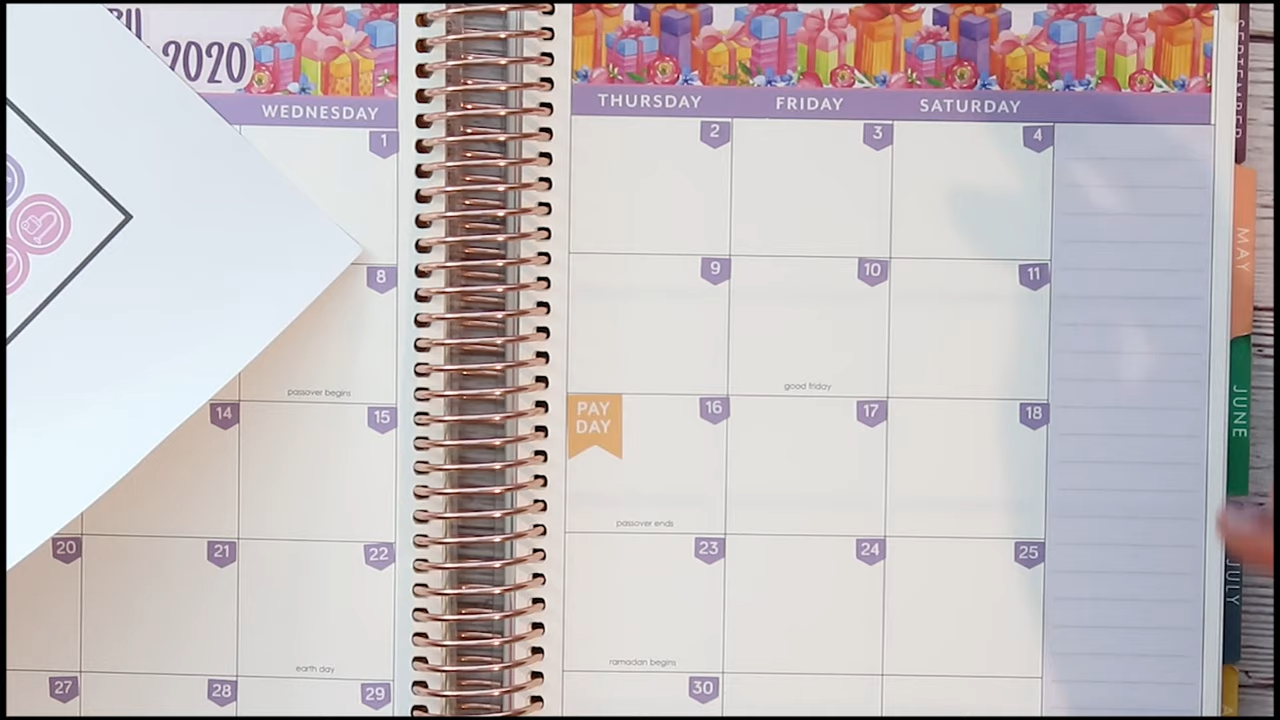 2020
WEDNESDAY
THURSDAY FRIDAY SATURDAY
1 2 3 4
8 9 10 11
passover begins
good friday
14 15 16 17 18
PAY
DAY
passover ends
20 21 22 23 24 25
earth day
ramadan begins
27 28 29 30
SEPTEMBER
MAY
JUNE
JULY